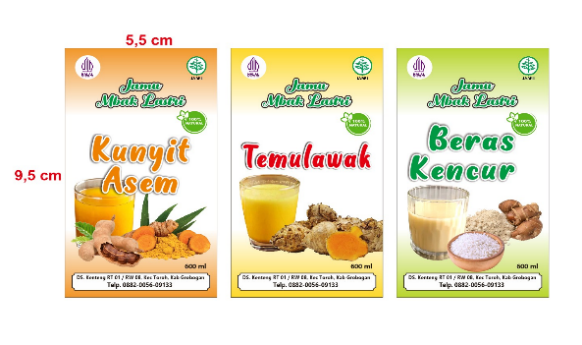 5,5 cm
9,5 cm
Jamu
Mbak Lastri
100%
NATURAL
Kunyit
Asem
600 ml
DS. Kenteng RT 01 / RW 08, Kec Toroh, Kab Grobogan
Telp. 0882-0056-09133
Jamu
Mbak Lastri
100%
NATURAL
Temulawak
600 ml
DS. Kenteng RT 01 / RW 08, Kec Toroh, Kab Grobogan
Telp. 0882-0056-09133
Jamu
Mbak Lastri
100%
NATURAL
Beras
Kencur
600 ml
DS. Kenteng RT 01 / RW 08, Kec Toroh, Kab Grobogan
Telp. 0882-0056-09133